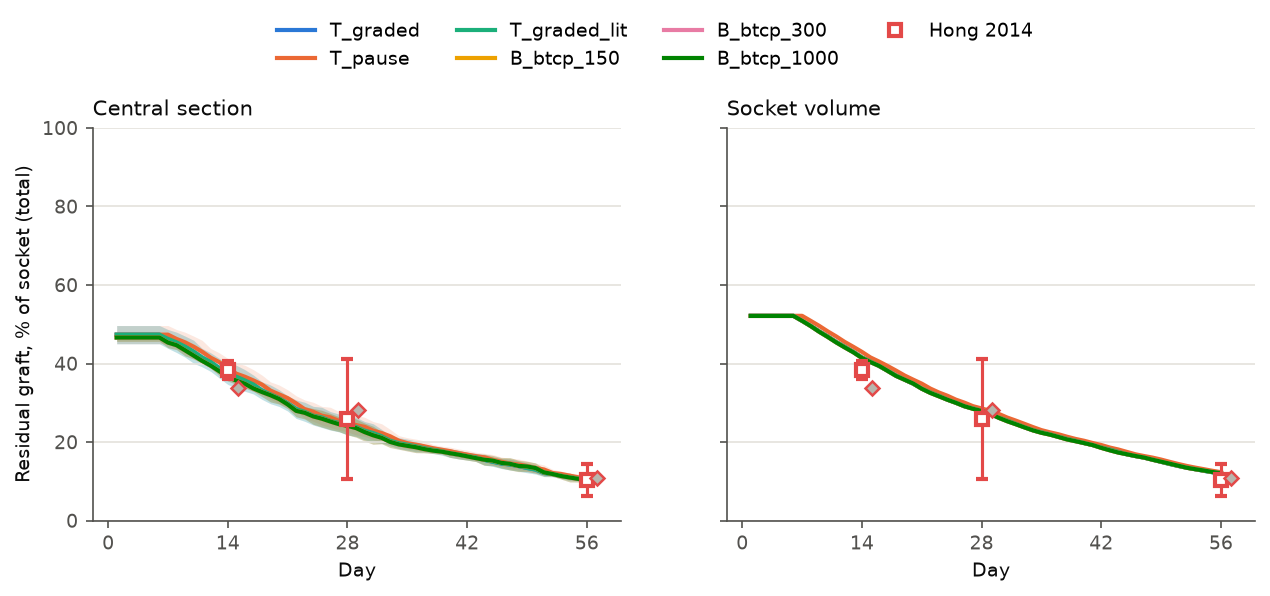 T_graded T_graded_lit B_btcp_300 Hong 2014
T_pause B_btcp_150 B_btcp_1000
Central section
Socket volume
Residual graft, % of socket (total)
100
80
60
40
20
0
0 14 28 42 56
0 14 28 42 56
Day
Day